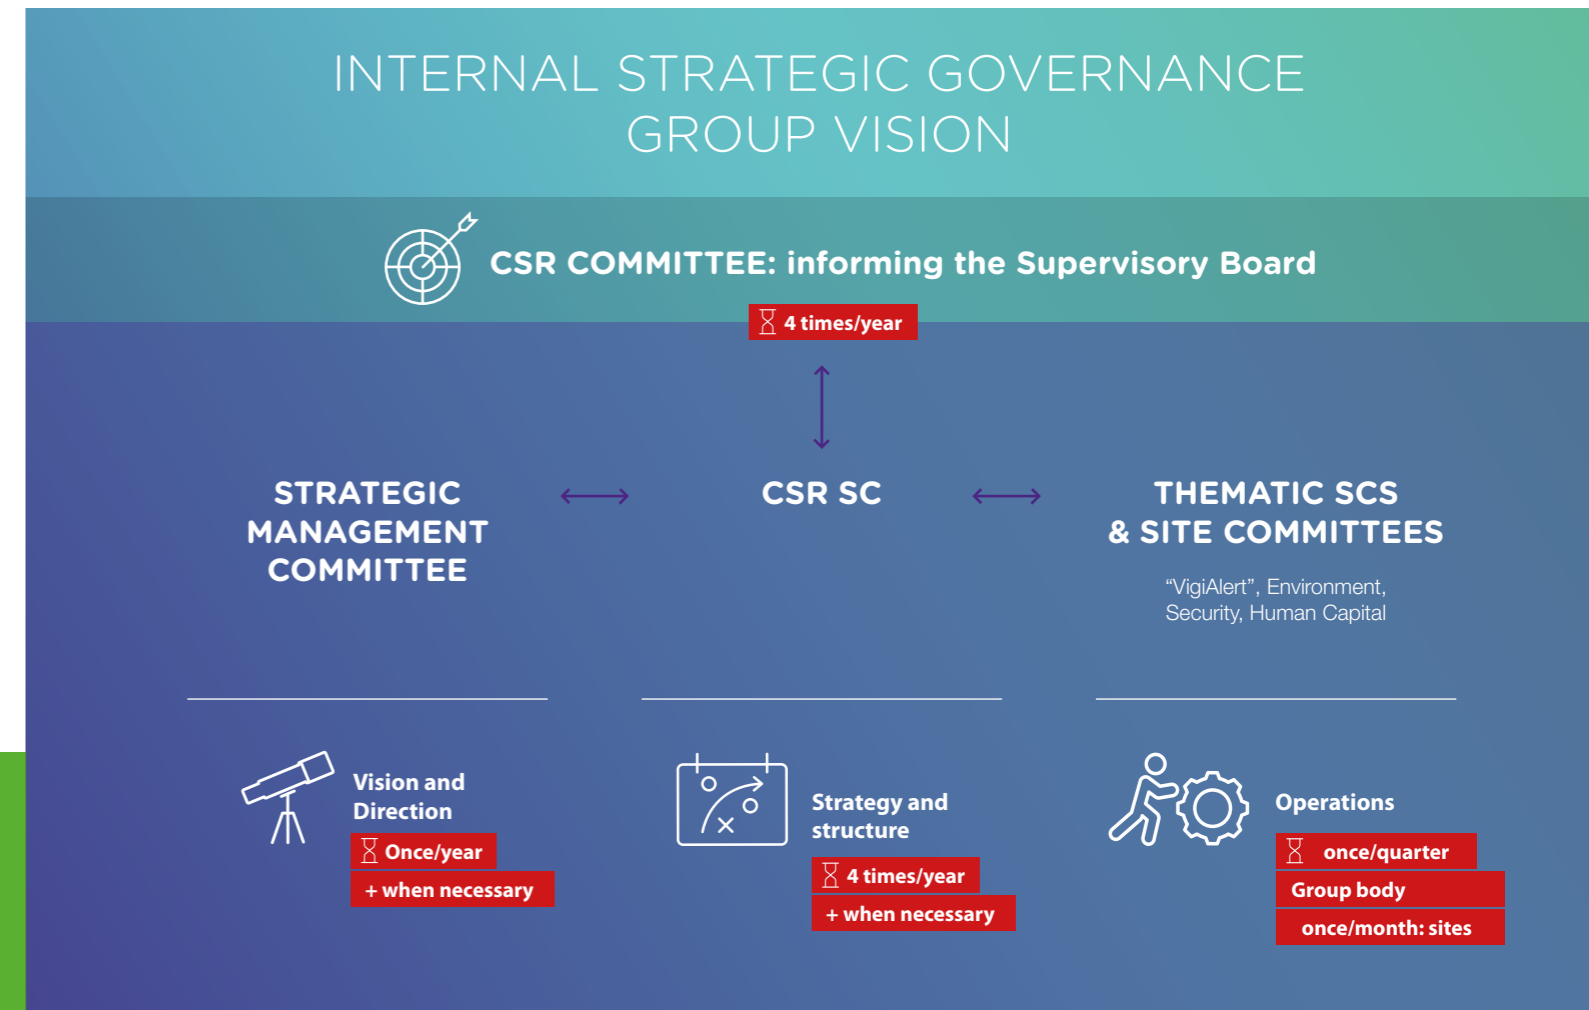 INTERNAL STRATEGIC GOVERNANCE
GROUP VISION
CSR COMMITTEE: informing the Supervisory Board
4 times/year
STRATEGIC
MANAGEMENT
COMMITTEE
CSR SC
THEMATIC SCS
& SITE COMMITTEES
“VigiAlert”, Environment,
Security, Human Capital
Vision and
Direction
Once/year
+ when necessary
Strategy and
structure
4 times/year
+ when necessary
Operations
once/quarter
Group body
once/month: sites